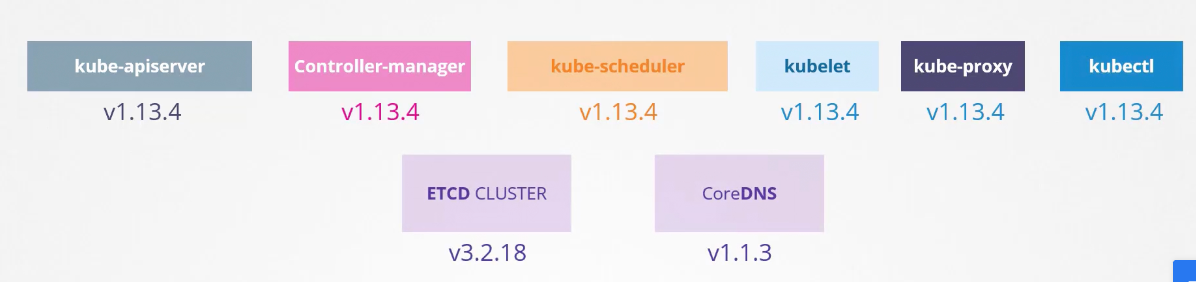 kube-apiserver
Controller-manager
kube-scheduler
kubelet
kube-proxy
kubectl
v1.13.4
v1.13.4
v1.13.4
v1.13.4
v1.13.4
v1.13.4
ETCD CLUSTER
CoreDNS
v3.2.18
v1.1.3